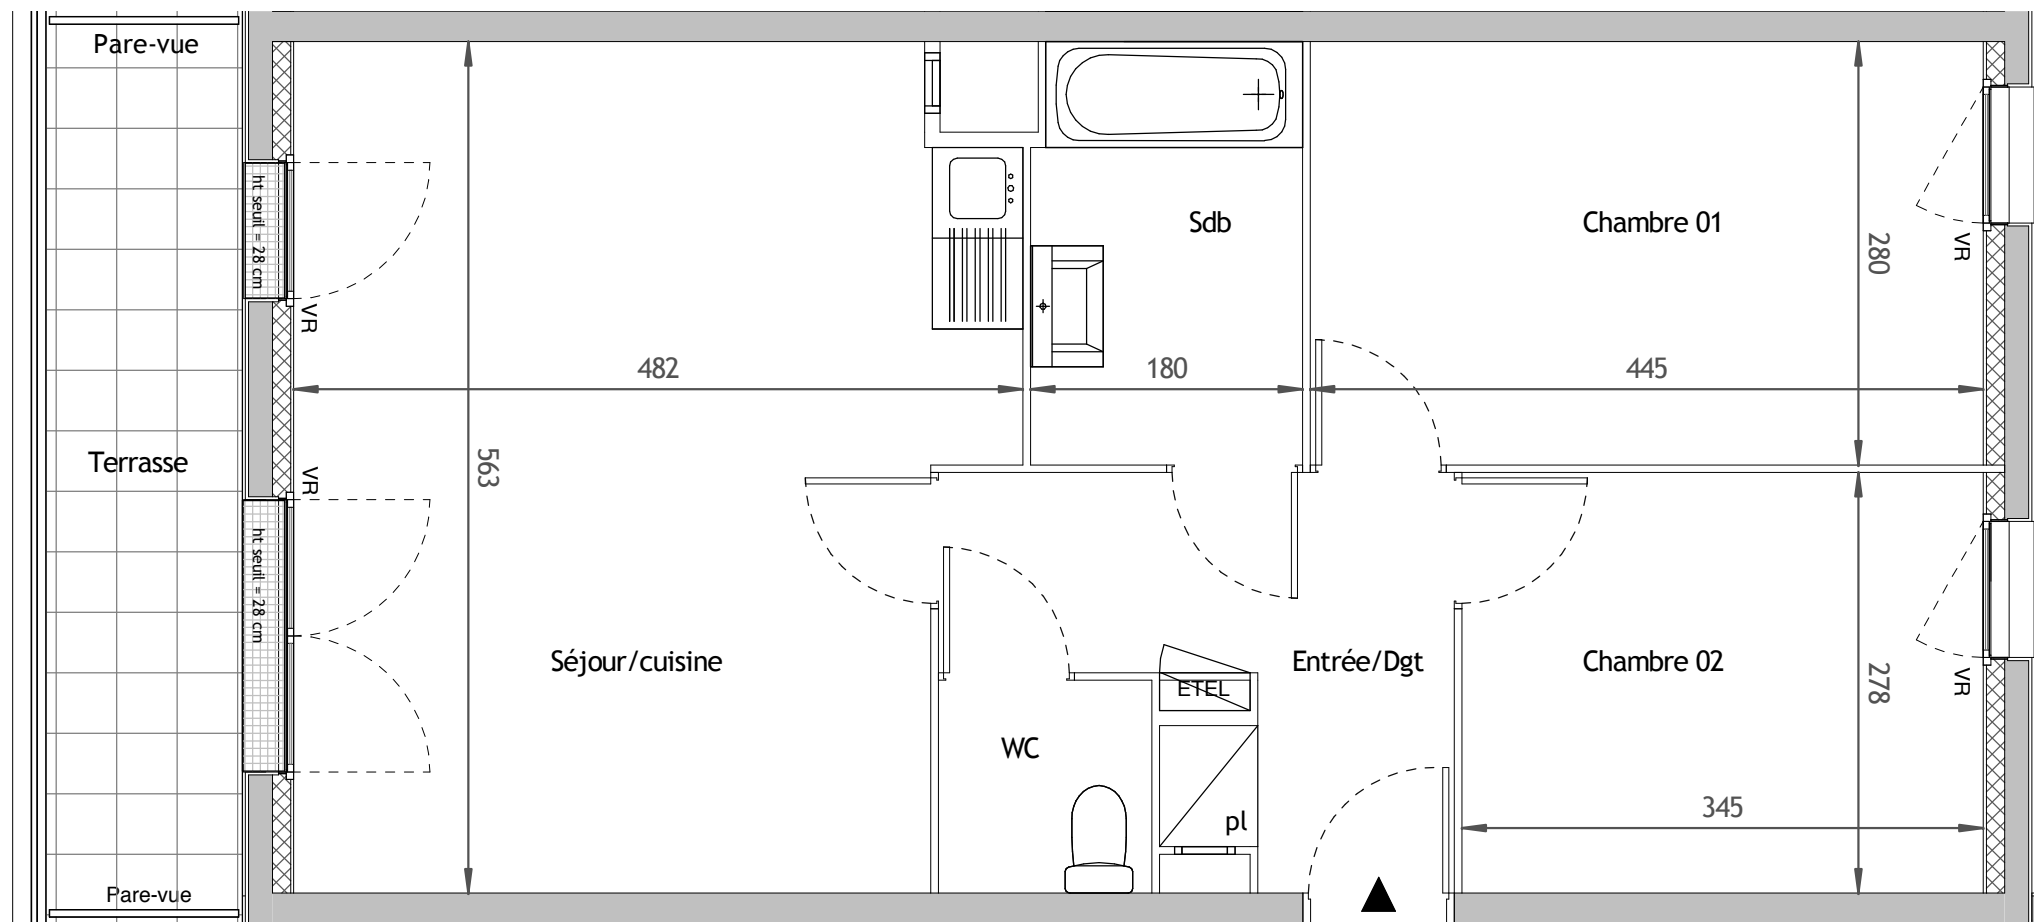 Pare-vue
ht seuil = 28 cm
VR
Sdb
Chambre 01
280
VR
482
180
445
Terrasse
563
VR
ht seuil = 28 cm
Séjour/cuisine
Entrée/Dgt
Chambre 02
278
VR
ETEL
WC
pl
345
Pare-vue